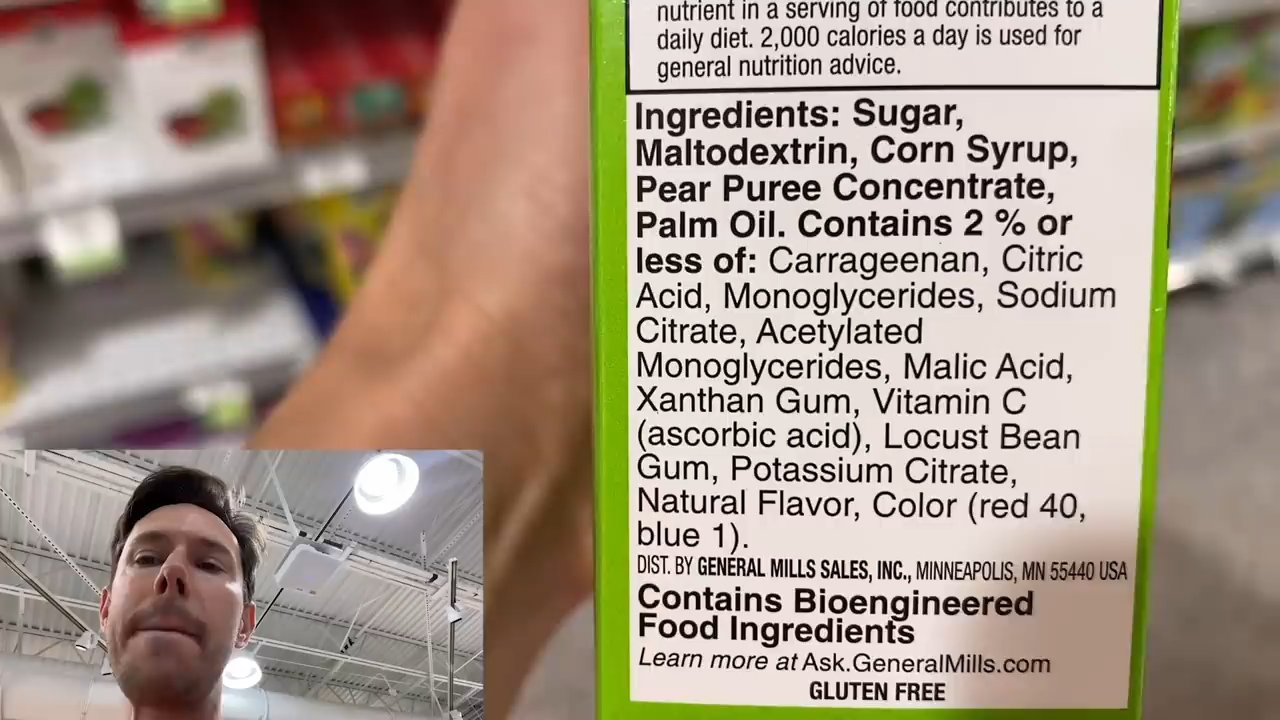 nutrient in a serving of food contributes to a
daily diet. 2,000 calories a day is used for
general nutrition advice.
Ingredients: Sugar,
Maltodextrin, Corn Syrup,
Pear Puree Concentrate,
Palm Oil. Contains 2 % or
less of: Carrageenan, Citric
Acid, Monoglycerides, Sodium
Citrate, Acetylated
Monoglycerides, Malic Acid,
Xanthan Gum, Vitamin C
(ascorbic acid), Locust Bean
Gum, Potassium Citrate,
Natural Flavor, Color (red 40,
blue 1).
DIST. BY GENERAL MILLS SALES, INC., MINNEAPOLIS, MN 55440 USA
Contains Bioengineered
Food Ingredients
Learn more at Ask.GeneralMills.com
GLUTEN FREE